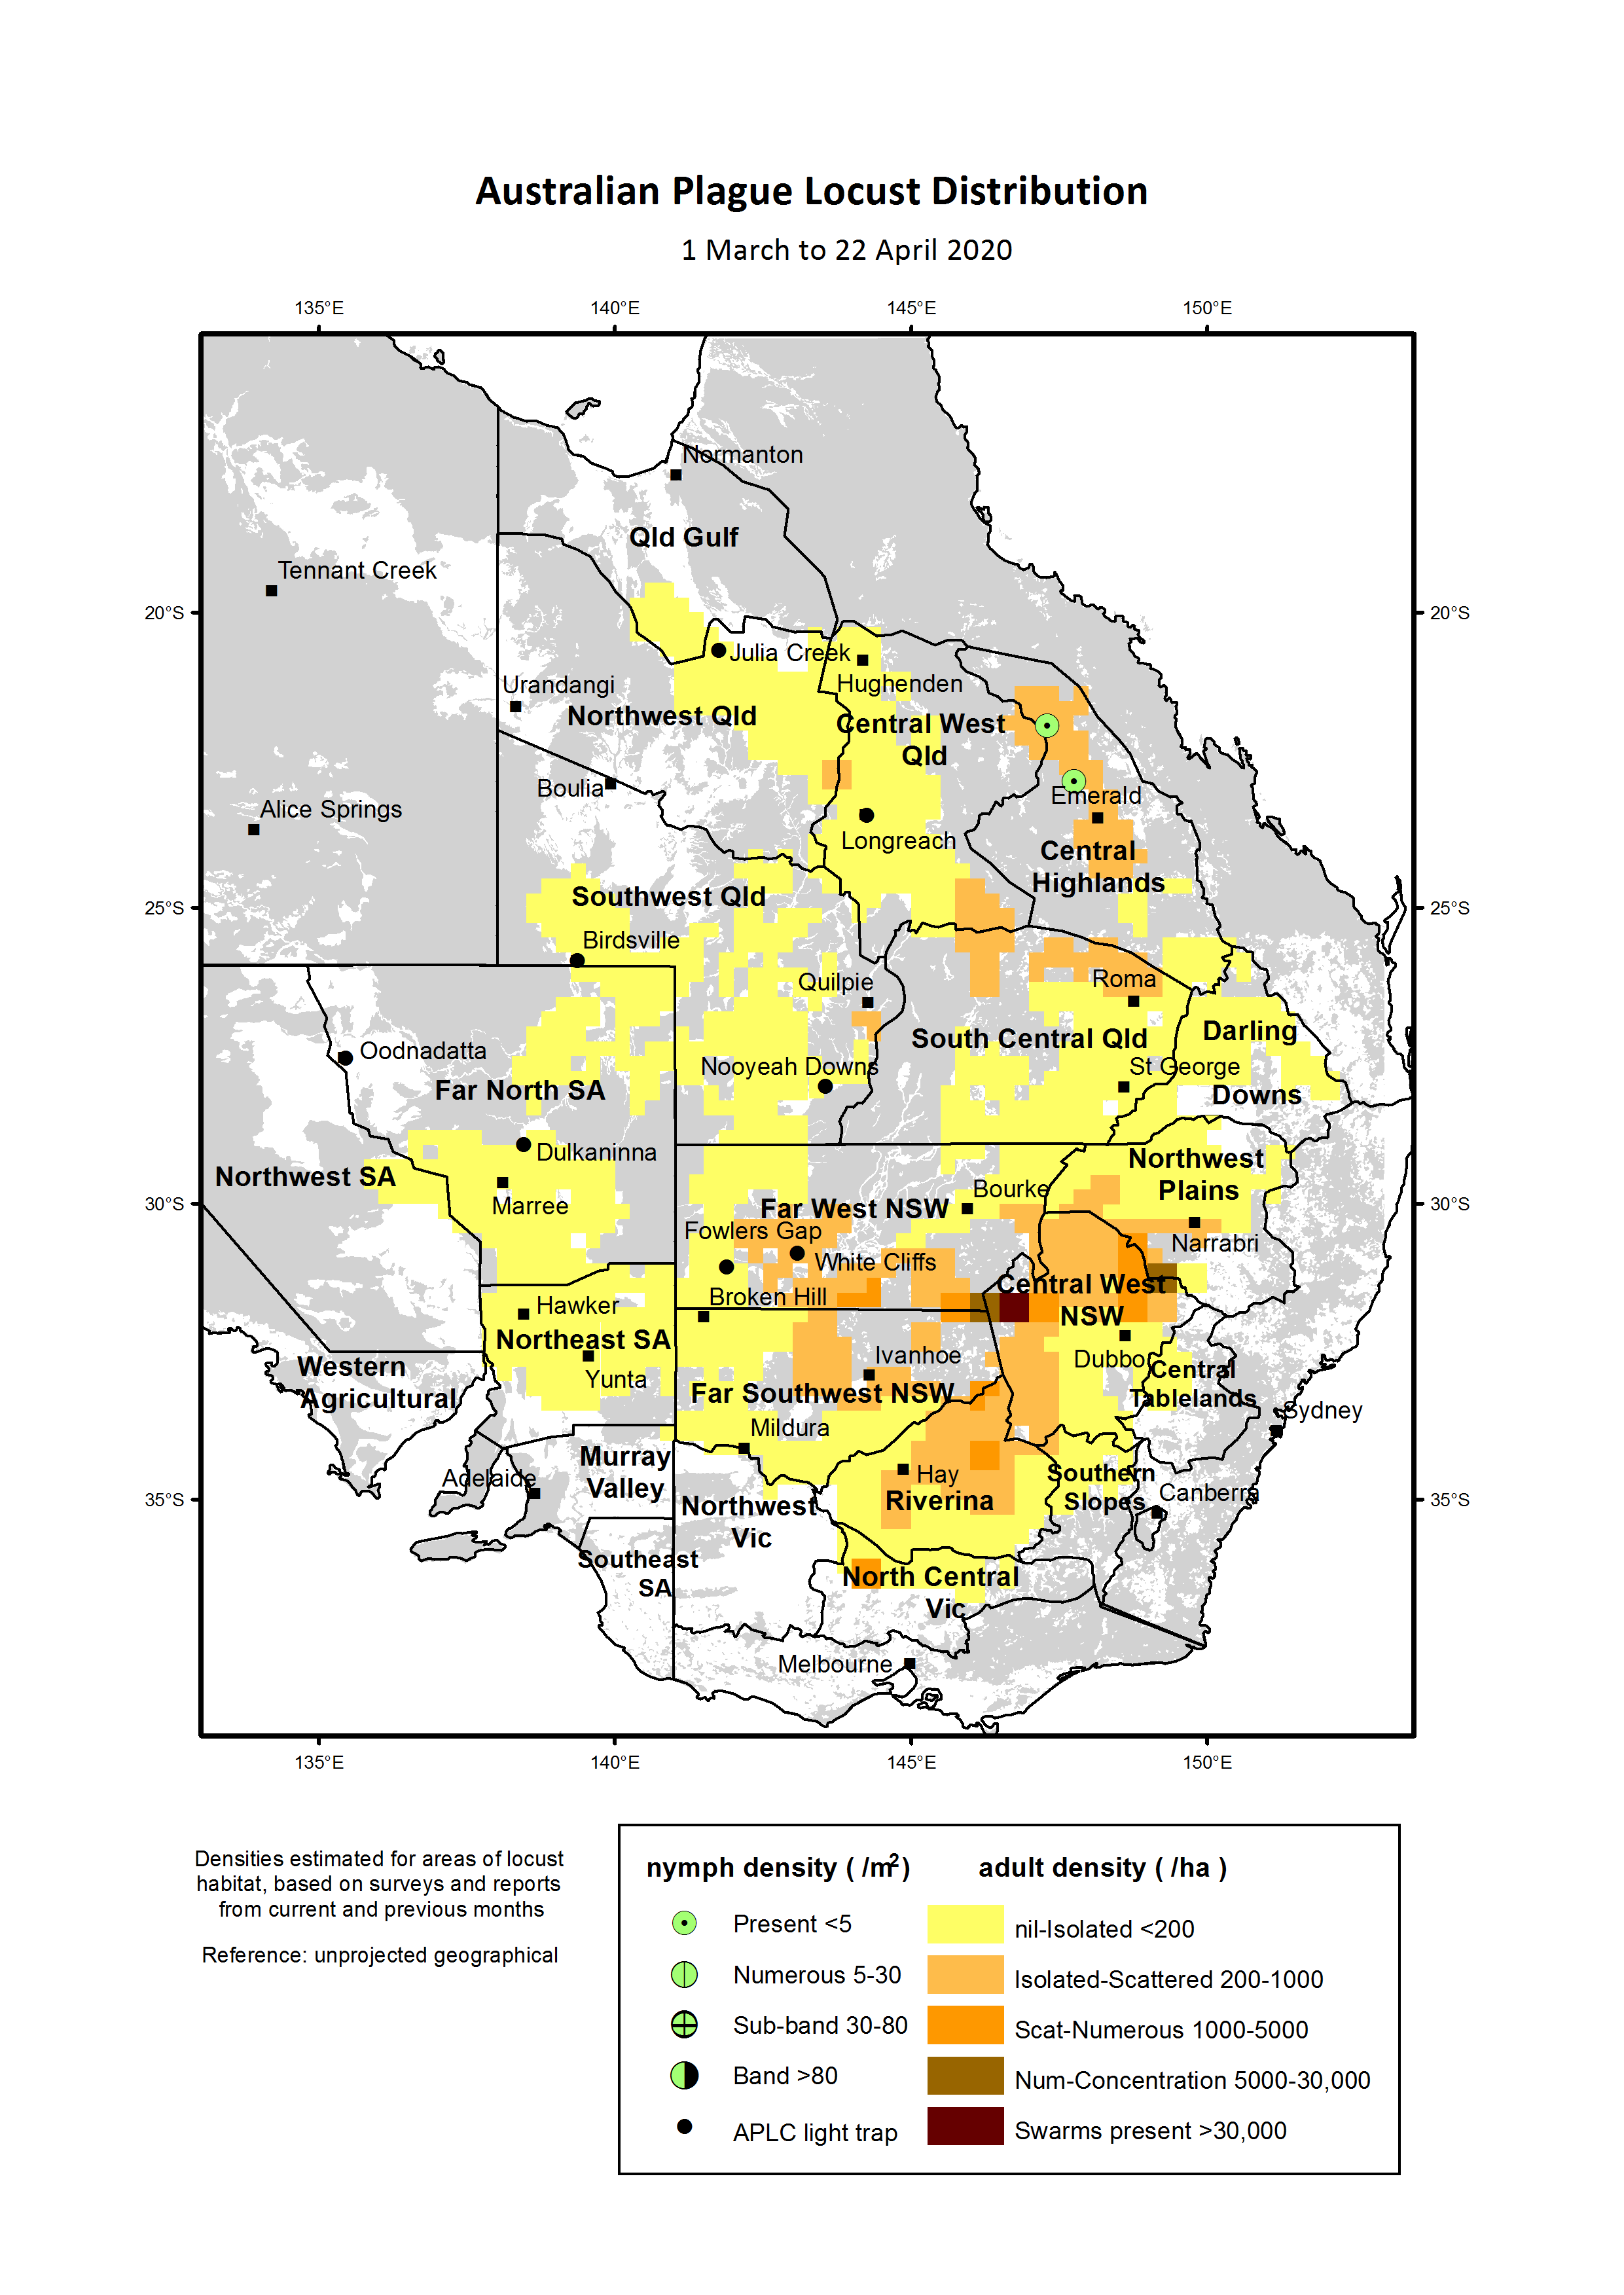 Australian Plague Locust Distribution
1 March to 22 April 2020
135°E 140°E 145°E 150°E
Normanton
Qld Gulf
Tennant Creek
20°S 20°S
Julia Creek
Hughenden
Urandangi
Northwest Qld
Central West
Qld
Boulia
Emerald
Alice Springs
Longreach
Central
Highlands
Southwest Qld
25°S 25°S
Birdsville
Quilpie
Roma
South Central Qld
Darling
Downs
Oodnadatta
Nooyeah Downs
St George
Far North SA
Dulkaninna
Northwest SA
Marree
Northwest
Plains
Bourke
30°S 30°S
Far West NSW
Fowlers Gap
White Cliffs
Narrabri
Central West
NSW
Broken Hill
Hawker
Northeast SA
Yunta
Western
Agricultural
Ivanhoe
Dubbo
Central
Tablelands
Far Southwest NSW
Sydney
Mildura
Murray
Valley
Adelaide
Hay
Riverina
Southern
Slopes
Canberra
35°S 35°S
Northwest
Vic
Southeast
SA
North Central
Vic
Melbourne
135°E 140°E 145°E 150°E
Densities estimated for areas of locust
habitat, based on surveys and reports
from current and previous months
Reference: unprojected geographical
nymph density ( /m²) adult density ( /ha )
Present <5 nil-Isolated <200
Numerous 5-30 Isolated-Scattered 200-1000
Sub-band 30-80 Scat-Numerous 1000-5000
Band >80 Num-Concentration 5000-30,000
APLC light trap Swarms present >30,000